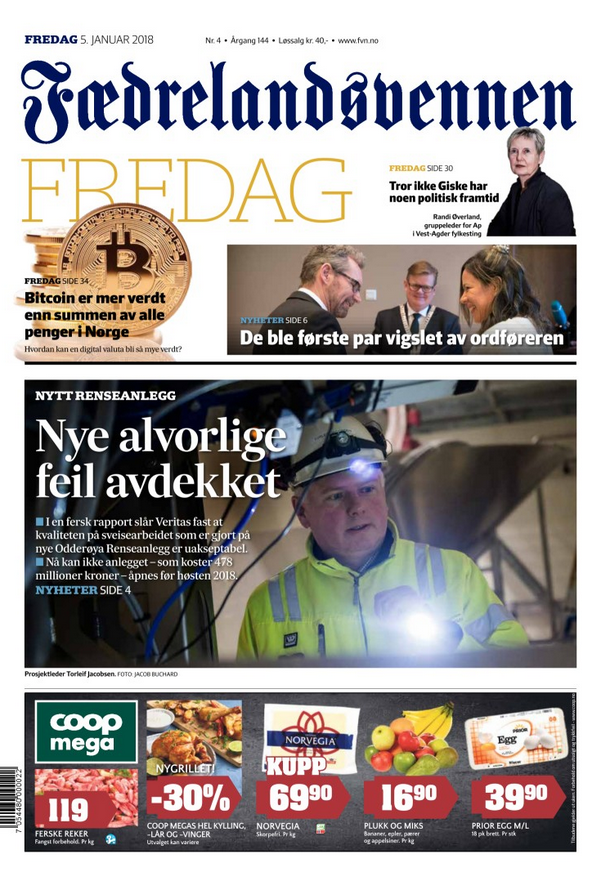 FREDAG 5. JANUAR 2018
Nr. 4 • Årgang 144 • Løssalg kr. 40,- • www.fvn.no
Fædrelandsvennen
FREDAG
FREDAG SIDE 30
Tror ikke Giske har
noen politisk framtid
Randi Øverland,
gruppeleder for Ap
i Vest-Agder fylkesting
FREDAG SIDE 34
Bitcoin er mer verdt
enn summen av alle
penger i Norge
Hvordan kan en digital valuta bli så mye verdt?
NYHETER SIDE 6
De ble første par vigslet av ordføreren
NYTT RENSEANLEGG
Nye alvorlige
feil avdekket
I en fersk rapport slår Veritas fast at
kvaliteten på sveisearbeidet som er gjort på
nye Odderøya Renseanlegg er uakseptabel.
Nå kan ikke anlegget – som koster 478
millioner kroner – åpnes før høsten 2018.
NYHETER SIDE 4
Prosjektleder Torleif Jacobsen. FOTO: JACOB BUCHARD
coop
mega
119
FERSKE REKER
Fangst forbehold. Pr kg
NYGRILLET!
-30%
COOP MEGAS HEL KYLLING,
-LÅR OG -VINGER
Utvalget kan variere
NORVEGIA
KUPP
69 90
NORVEGIA
Skorpefri. Pr kg
16 90
PLUKK OG MIKS
Bananer, epler, pærer
og appelsiner. Pr kg
PRIOR
Egg
39 90
PRIOR EGG M/L
18 pk brett. Pr stk
7 054480 000022